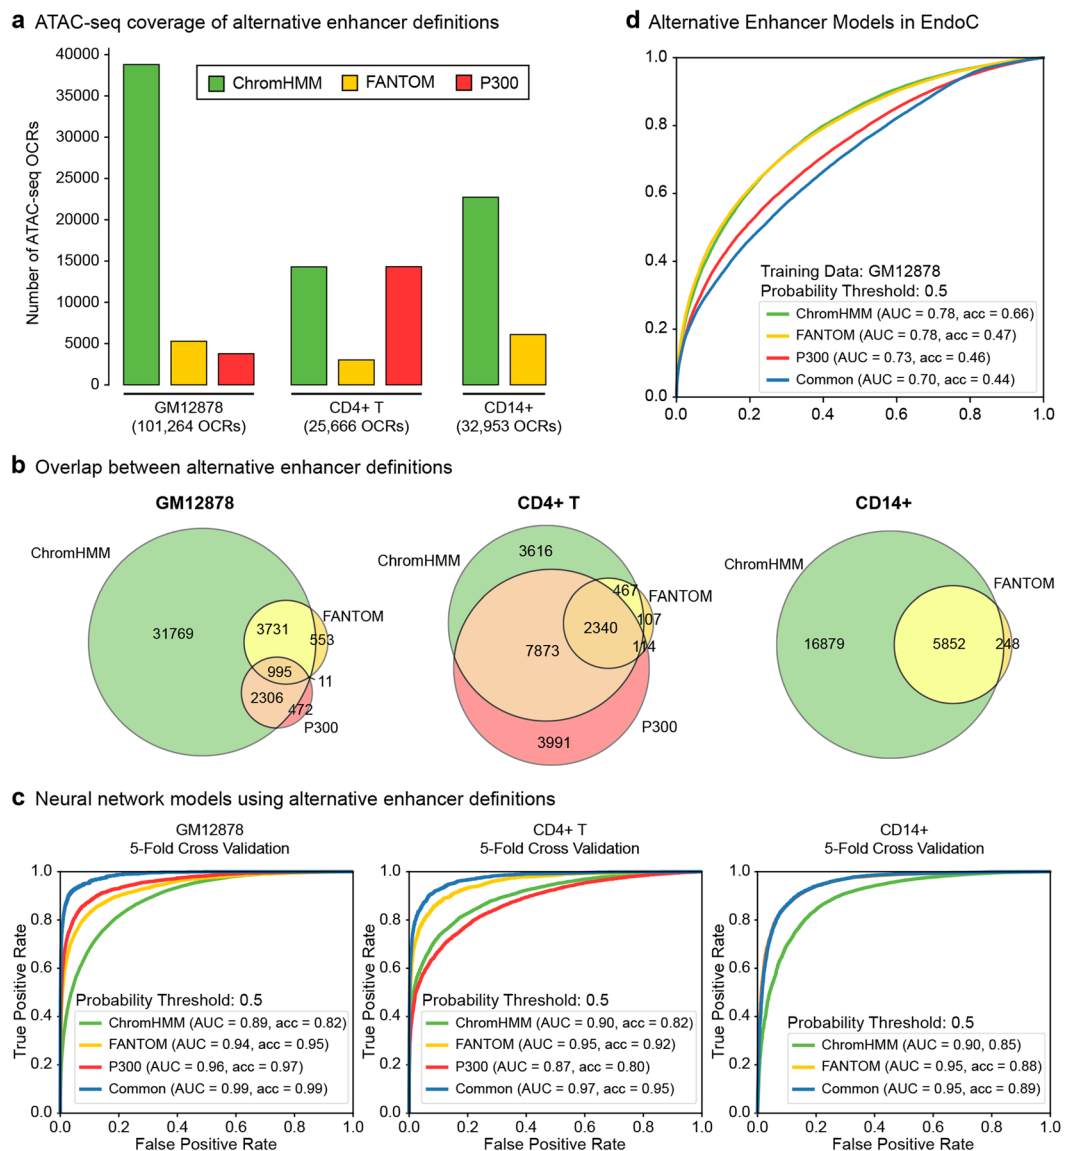 a ATAC-seq coverage of alternative enhancer definitions
Number of ATAC-seq OCRs
40000
35000
30000
25000
20000
15000
10000
5000
0
ChromHMM FANTOM P300
GM12878 CD4+ T CD14+
(101,264 OCRs) (25,666 OCRs) (32,953 OCRs)
d Alternative Enhancer Models in EndoC
1.0
0.8
0.6
0.4
0.2
0.0
Training Data: GM12878
Probability Threshold: 0.5
ChromHMM (AUC = 0.78, acc = 0.66)
FANTOM (AUC = 0.78, acc = 0.47)
P300 (AUC = 0.73, acc = 0.46)
Common (AUC = 0.70, acc = 0.44)
0.0 0.2 0.4 0.6 0.8 1.0
b Overlap between alternative enhancer definitions
GM12878
ChromHMM
31769
3731
FANTOM
553
995
11
2306
472
P300
CD4+ T
ChromHMM
3616
467
FANTOM
107
2340
114
7873
P300
3991
CD14+
ChromHMM
FANTOM
16879
5852
248
c Neural network models using alternative enhancer definitions
GM12878
5-Fold Cross Validation
True Positive Rate
1.0
0.8
0.6
0.4
0.2
0.0
Probability Threshold: 0.5
ChromHMM (AUC = 0.89, acc = 0.82)
FANTOM (AUC = 0.94, acc = 0.95)
P300 (AUC = 0.96, acc = 0.97)
Common (AUC = 0.99, acc = 0.99)
0.0 0.2 0.4 0.6 0.8 1.0
False Positive Rate
CD4+ T
5-Fold Cross Validation
True Positive Rate
1.0
0.8
0.6
0.4
0.2
0.0
Probability Threshold: 0.5
ChromHMM (AUC = 0.90, acc = 0.82)
FANTOM (AUC = 0.95, acc = 0.92)
P300 (AUC = 0.87, acc = 0.80)
Common (AUC = 0.97, acc = 0.95)
0.0 0.2 0.4 0.6 0.8 1.0
False Positive Rate
CD14+
5-Fold Cross Validation
True Positive Rate
1.0
0.8
0.6
0.4
0.2
0.0
Probability Threshold: 0.5
ChromHMM (AUC = 0.90, 0.85)
FANTOM (AUC = 0.95, acc = 0.88)
Common (AUC = 0.95, acc = 0.89)
0.0 0.2 0.4 0.6 0.8 1.0
False Positive Rate